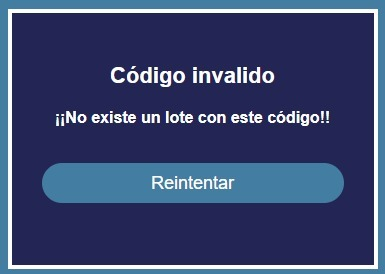 Código invalido
¡¡No existe un lote con este código!!
Reintentar